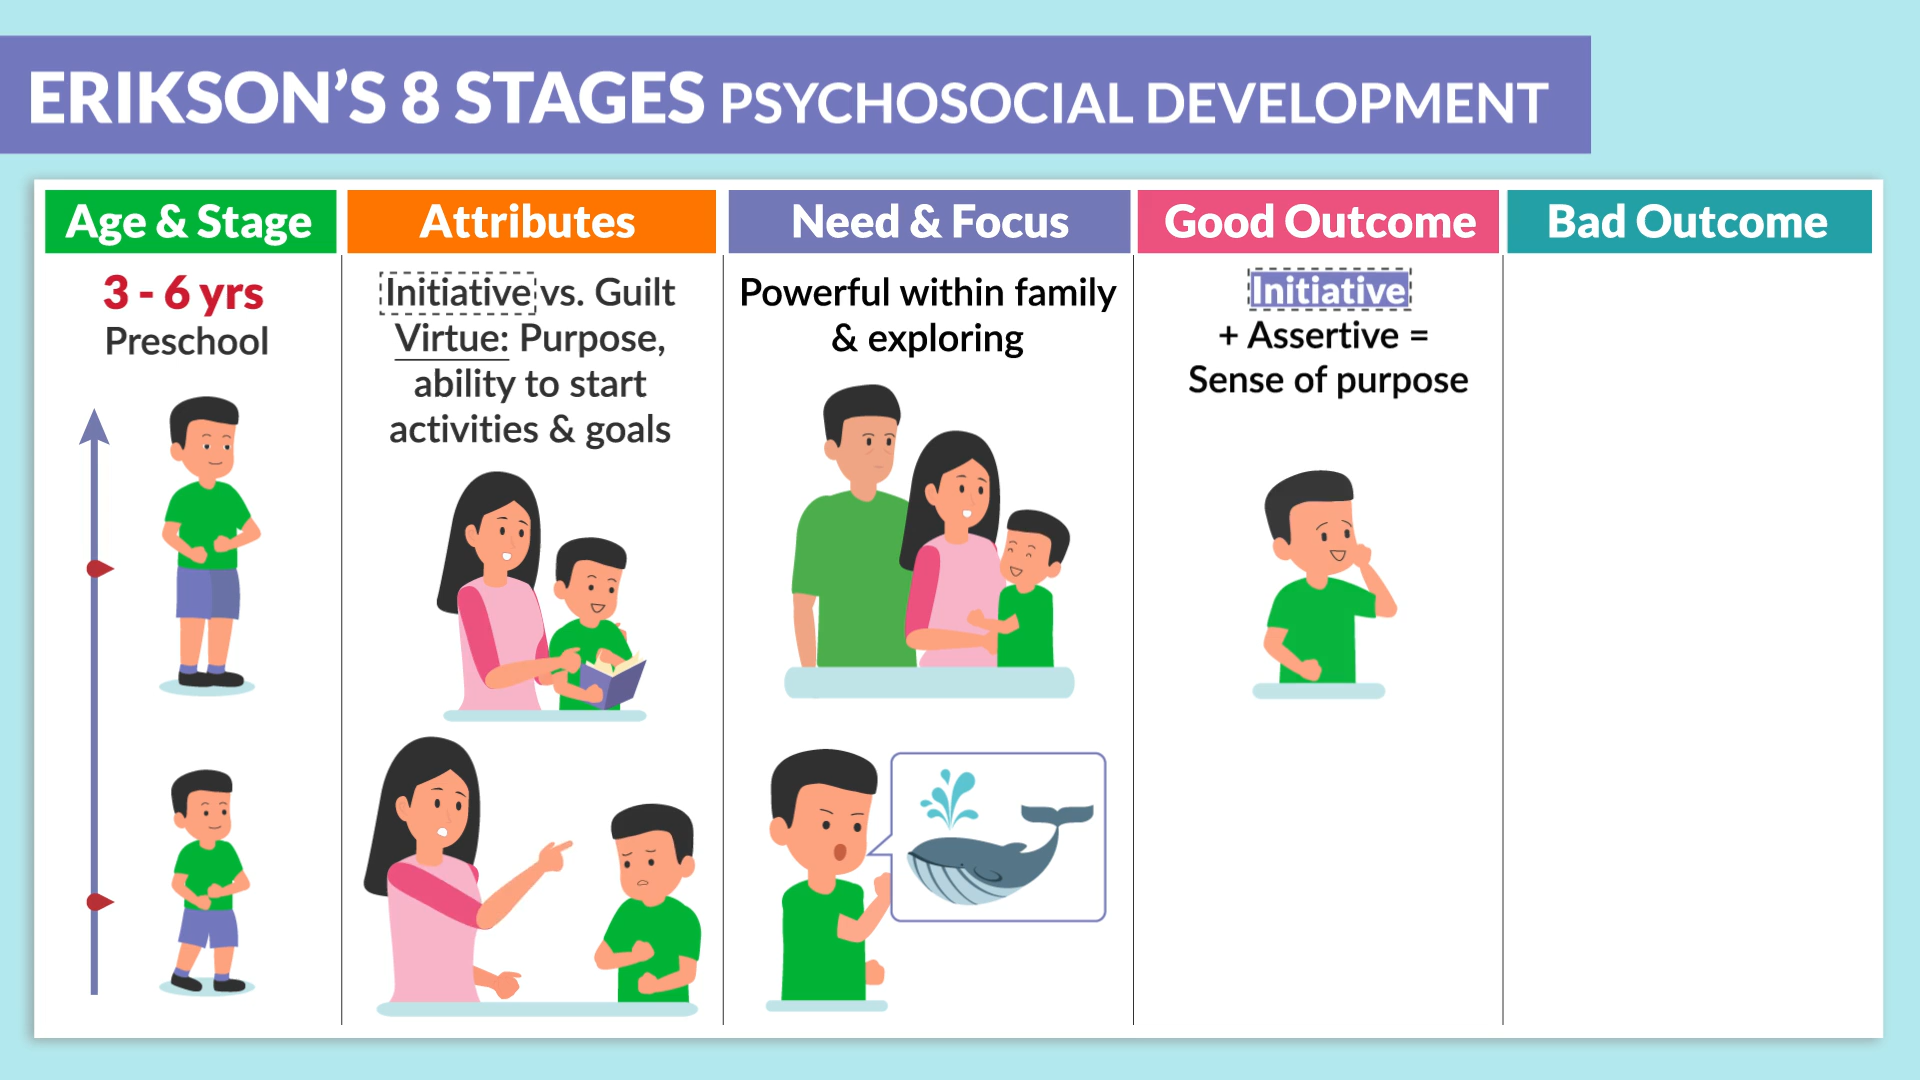 ERIKSON'S 8 STAGES PSYCHOSOCIAL DEVELOPMENT
Age & Stage
3 - 6 yrs
Preschool
Attributes
Initiative vs. Guilt
Virtue: Purpose,
ability to start
activities & goals
Need & Focus
Powerful within family
& exploring
Good Outcome
Initiative
+ Assertive =
Sense of purpose
Bad Outcome